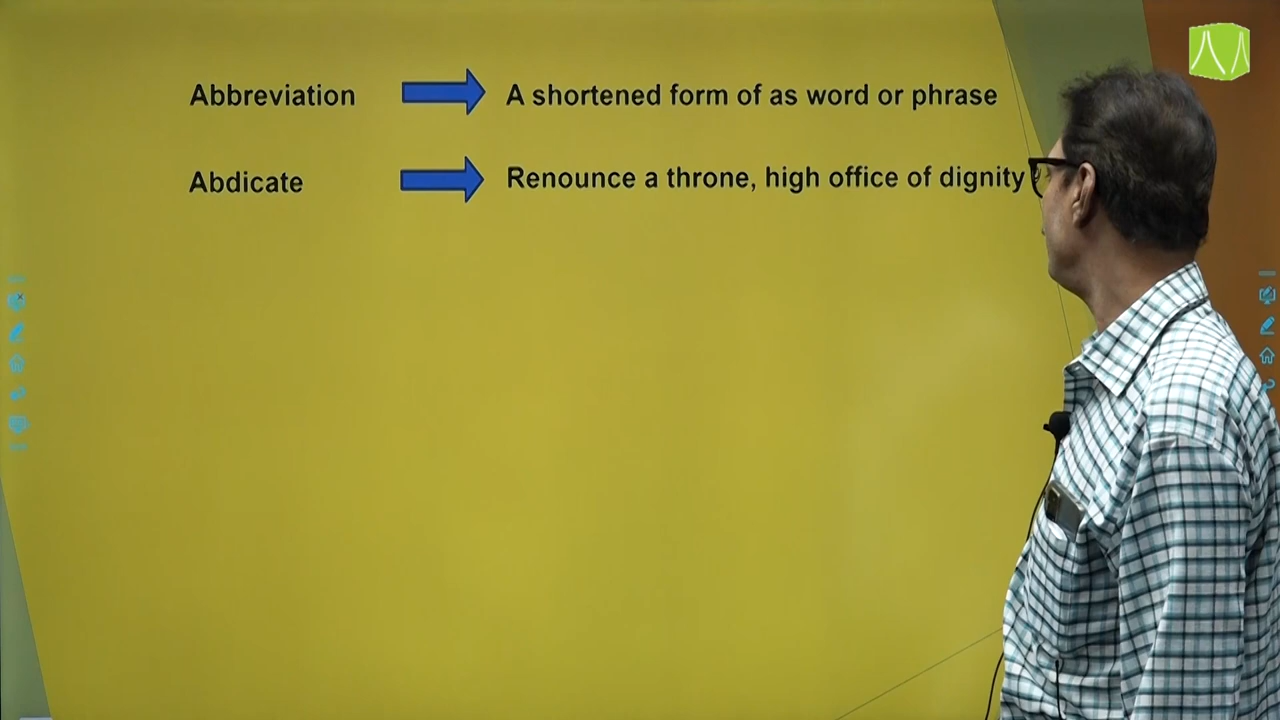 Abbreviation A shortened form of as word or phrase
Abdicate Renounce a throne, high office of dignity